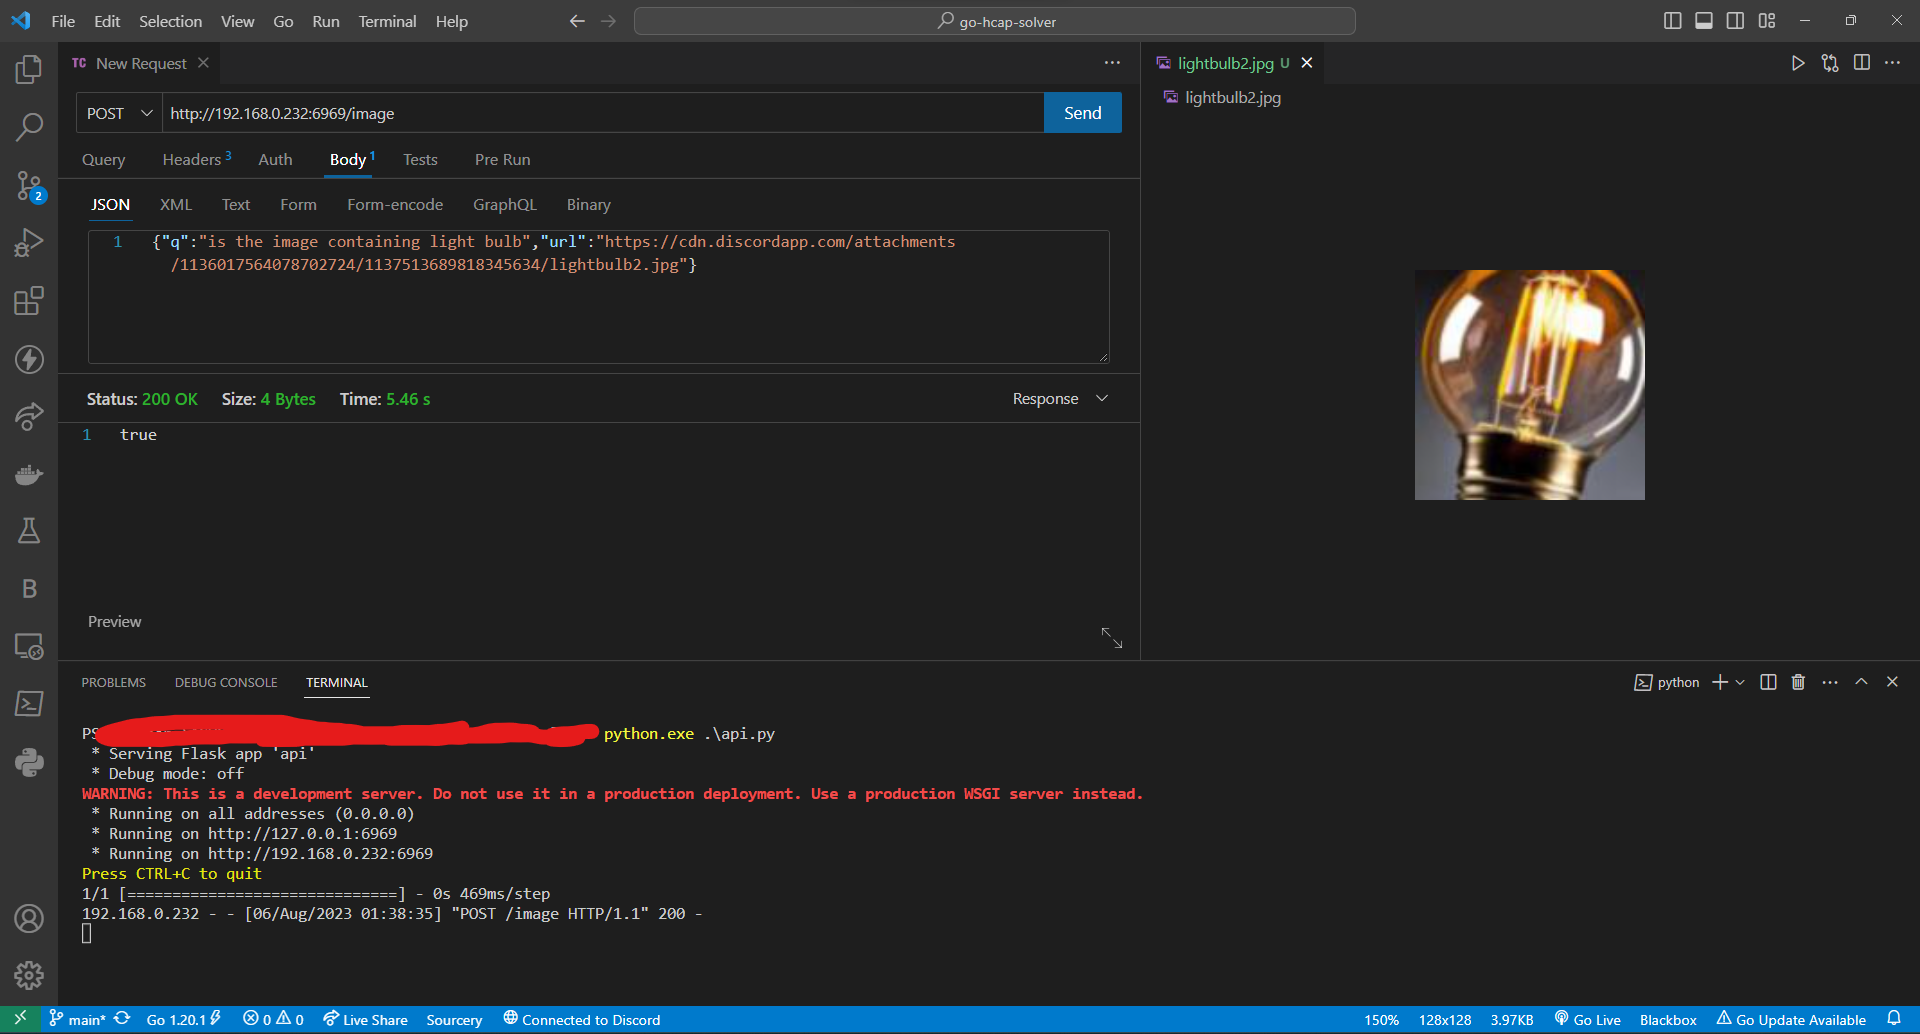 File Edit Selection View Go Run Terminal Help
go-hcap-solver
TC New Request
POST http://192.168.0.232:6969/image Send
Query Headers 3 Auth Body 1 Tests Pre Run
JSON XML Text Form Form-encode GraphQL Binary
1 {"q":"is the image containing light bulb","url":"https://cdn.discordapp.com/attachments
/1136017564078702724/1137513689818345634/lightbulb2.jpg"}
Status: 200 OK Size: 4 Bytes Time: 5.46 s Response
1 true
Preview
lightbulb2.jpg U
lightbulb2.jpg
2
B
PROBLEMS DEBUG CONSOLE TERMINAL
python
PS python.exe .\api.py
* Serving Flask app 'api'
* Debug mode: off
WARNING: This is a development server. Do not use it in a production deployment. Use a production WSGI server instead.
* Running on all addresses (0.0.0.0)
* Running on http://127.0.0.1:6969
* Running on http://192.168.0.232:6969
Press CTRL+C to quit
1/1 [==============================] - 0s 469ms/step
192.168.0.232 - - [06/Aug/2023 01:38:35] "POST /image HTTP/1.1" 200 -
main* Go 1.20.1 0 0 Live Share Sourcery Connected to Discord 150% 128x128 3.97KB Go Live Blackbox Go Update Available